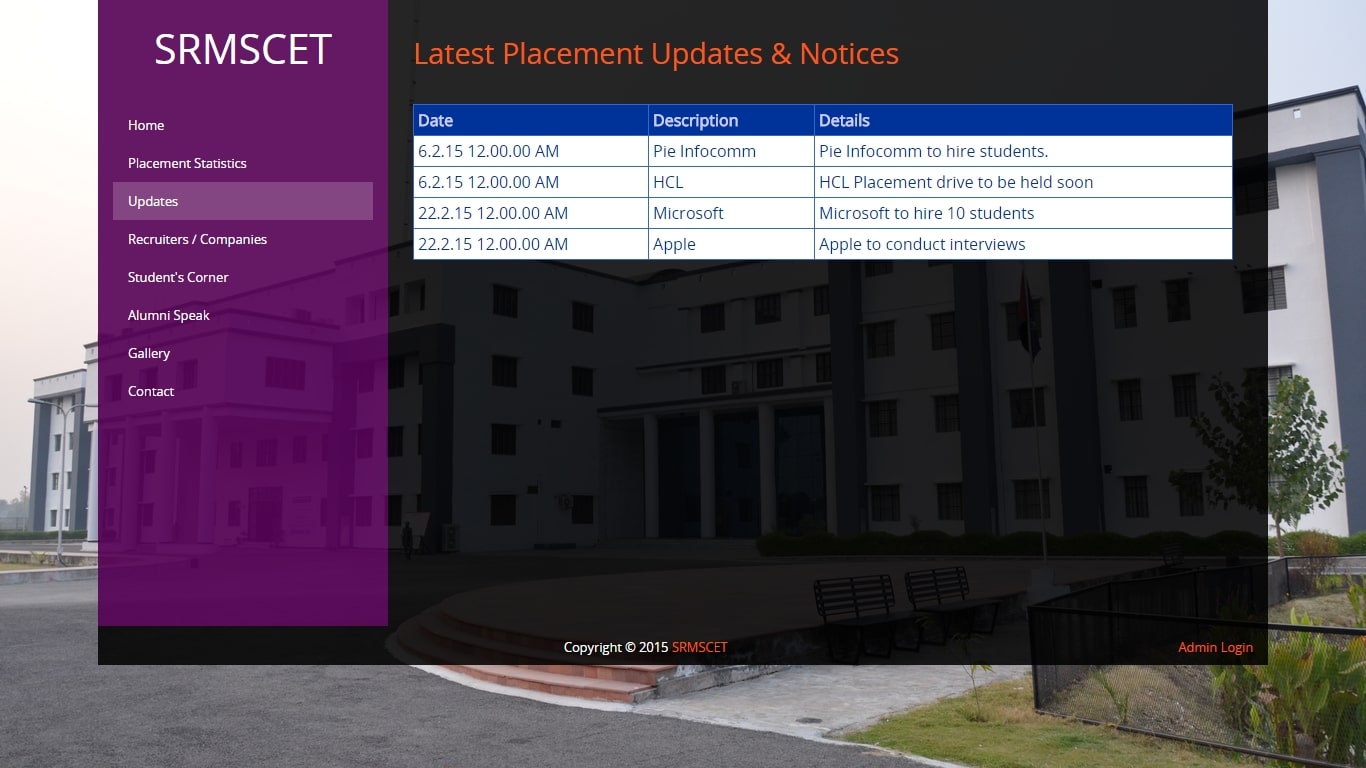 SRMSCET
Home
Placement Statistics
Updates
Recruiters / Companies
Student's Corner
Alumni Speak
Gallery
Contact
Latest Placement Updates & Notices
Date Description Details
6.2.15 12.00.00 AM Pie Infocomm Pie Infocomm to hire students.
6.2.15 12.00.00 AM HCL HCL Placement drive to be held soon
22.2.15 12.00.00 AM Microsoft Microsoft to hire 10 students
22.2.15 12.00.00 AM Apple Apple to conduct interviews
Copyright © 2015 SRMSCET Admin Login